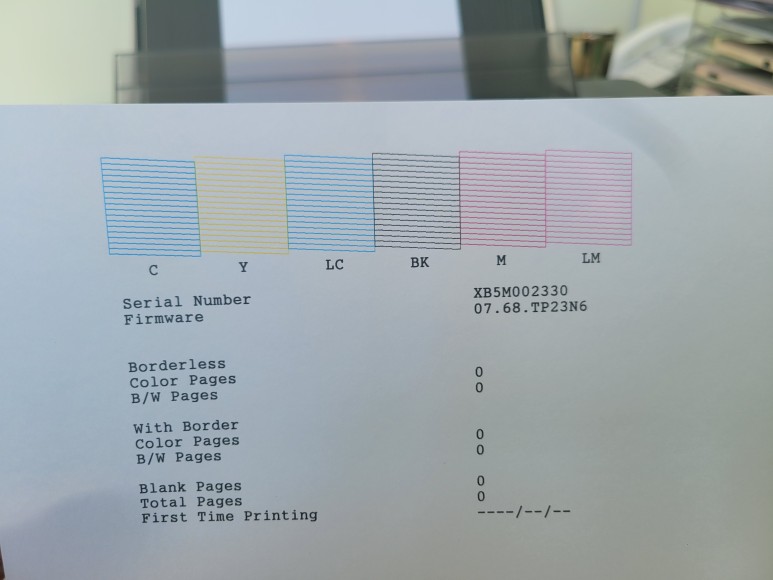 C Y LC BK M LM
Serial Number XB5M002330
Firmware 07.68.TP23N6
Borderless
Color Pages 0
B/W Pages 0
With Border
Color Pages 0
B/W Pages 0
Blank Pages 0
Total Pages 0
First Time Printing ----/--/--